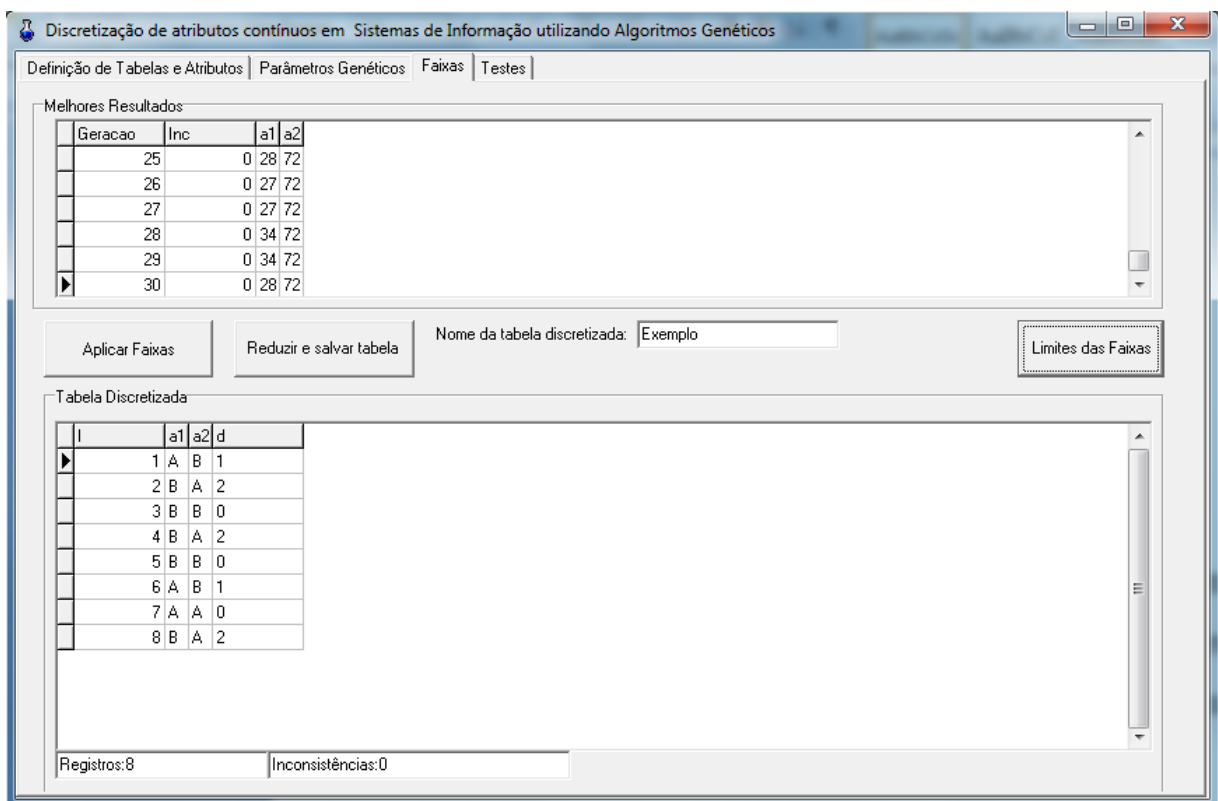 Discretização de atributos contínuos em Sistemas de Informação utilizando Algoritmos Genéticos
Definição de Tabelas e Atributos Parâmetros Genéticos Faixas Testes
Melhores Resultados
Geracao Inc a1 a2
25 0 28 72
26 0 27 72
27 0 27 72
28 0 34 72
29 0 34 72
30 0 28 72
Aplicar Faixas Reduzir e salvar tabela Nome da tabela discretizada: Exemplo Limites das Faixas
Tabela Discretizada
I a1 a2 d
1 A B 1
2 B A 2
3 B B 0
4 B A 2
5 B B 0
6 A B 1
7 A A 0
8 B A 2
Registros:8 Inconsistências:0